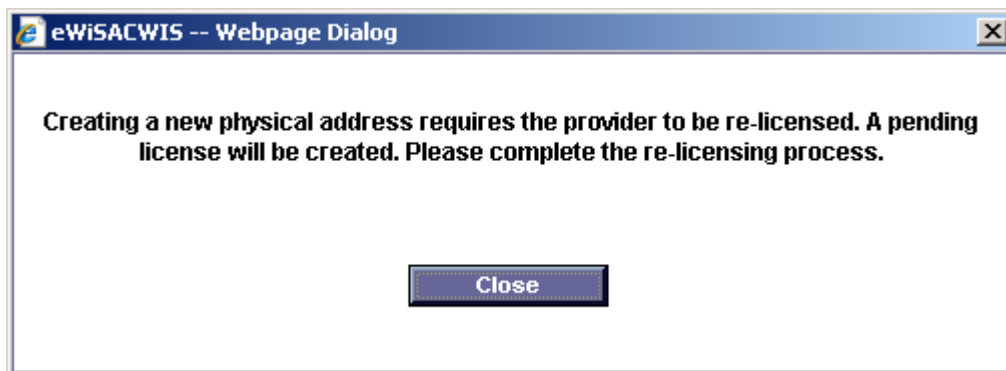 eWiSACWIS -- Webpage Dialog
Creating a new physical address requires the provider to be re-licensed. A pending
license will be created. Please complete the re-licensing process.
Close